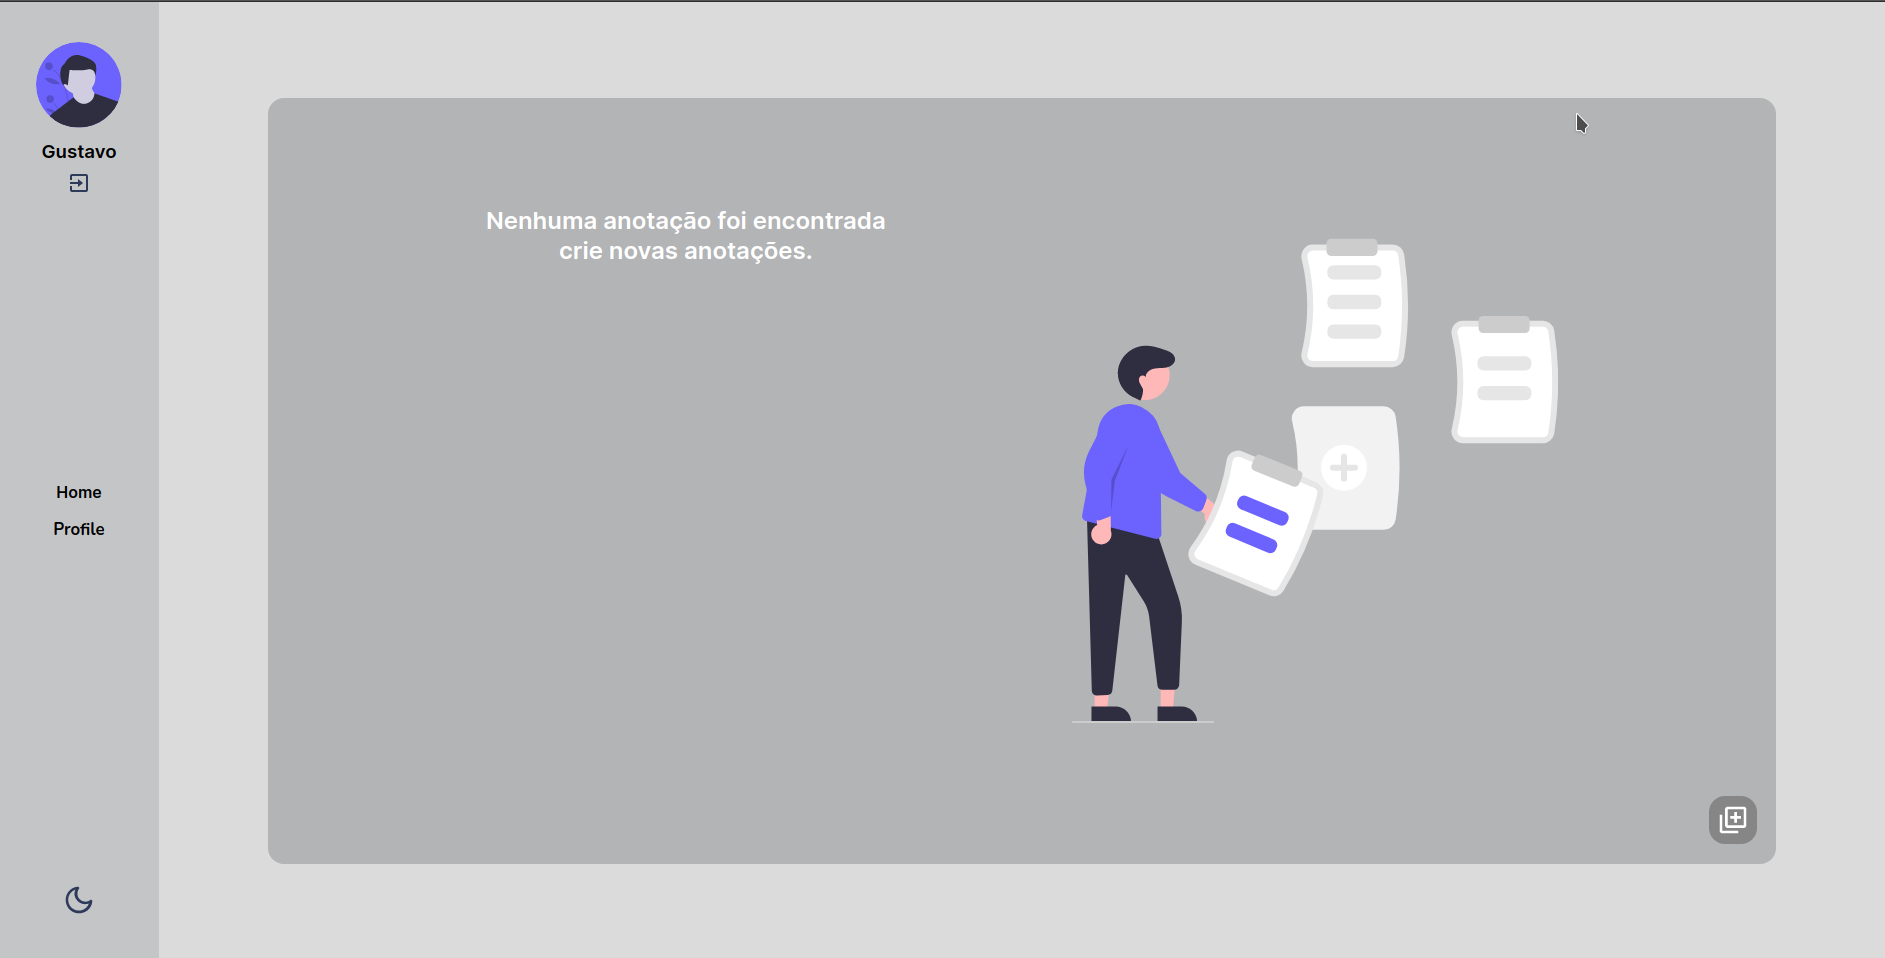 Gustavo
Home
Profile
Nenhuma anotação foi encontrada
crie novas anotações.